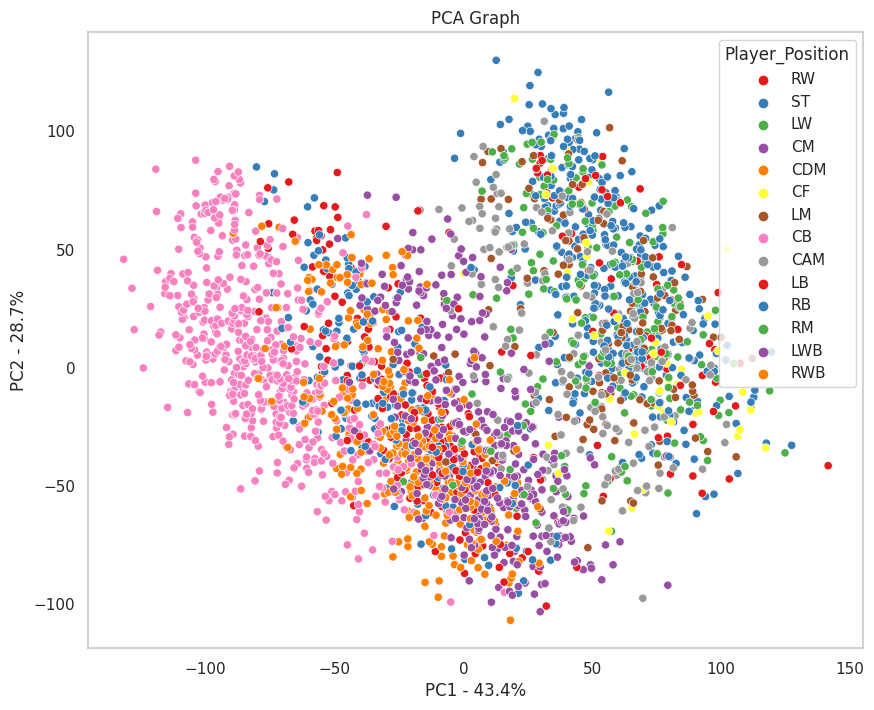 PCA Graph
Player_Position
RW
ST
LW
CM
CDM
CF
LM
CB
CAM
LB
RB
RM
LWB
RWB
PC2 - 28.7%
100
50
0
−50
−100
−100
−50
0
50
100
150
PC1 - 43.4%